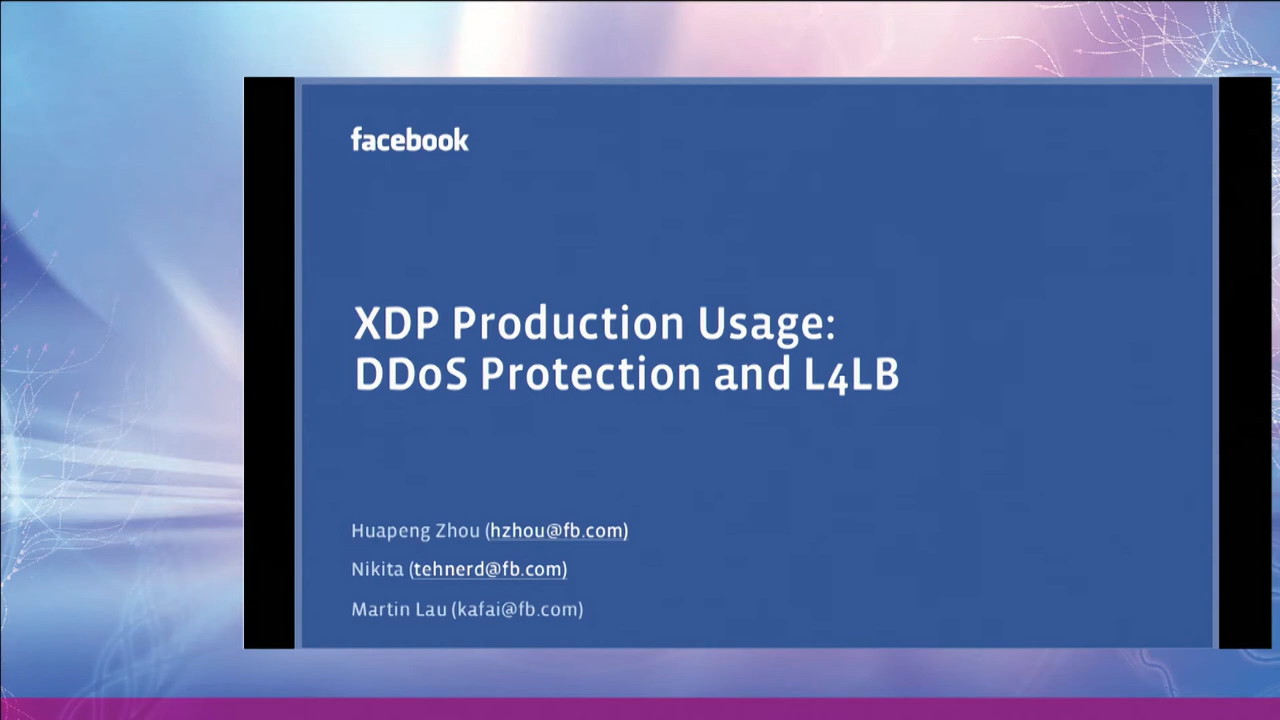 facebook
XDP Production Usage:
DDoS Protection and L4LB
Huapeng Zhou (hzhou@fb.com)
Nikita (tehnerd@fb.com)
Martin Lau (kafai@fb.com)